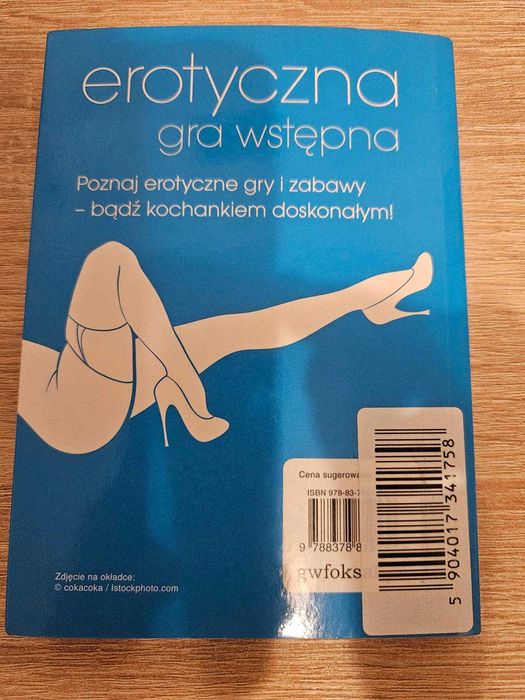 erotyczna
gra wstępna
Poznaj erotyczne gry i zabawy
– bądź kochankiem doskonałym!
Cena sugerowa
ISBN 978-83-7
9 788378 8
gwfoksa
5 904017 341758
Zdjęcie na okładce:
© cokacoka / Istockphoto.com